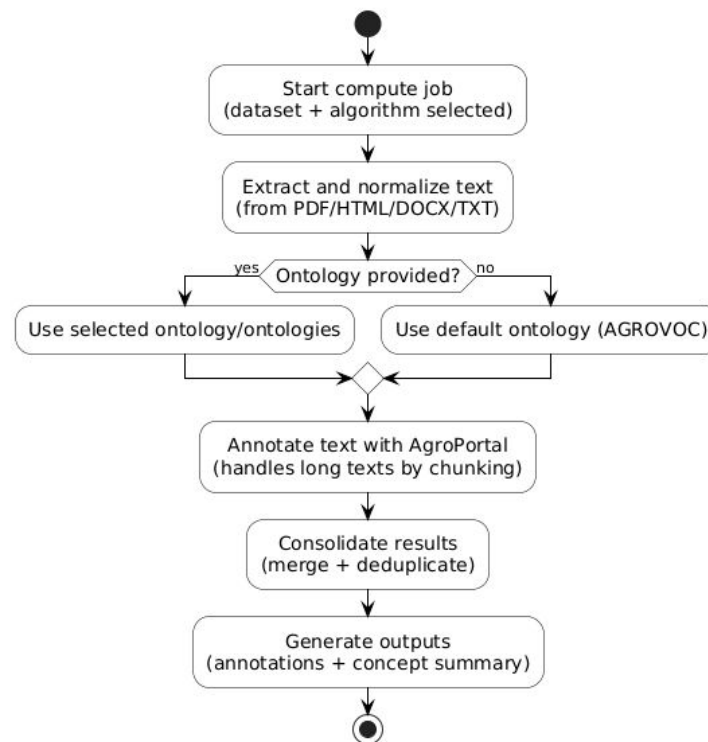 Start compute job
(dataset + algorithm selected)
Extract and normalize text
(from PDF/HTML/DOCX/TXT)
yes
Ontology provided?
no
Use selected ontology/ontologies
Use default ontology (AGROVOC)
Annotate text with AgroPortal
(handles long texts by chunking)
Consolidate results
(merge + deduplicate)
Generate outputs
(annotations + concept summary)